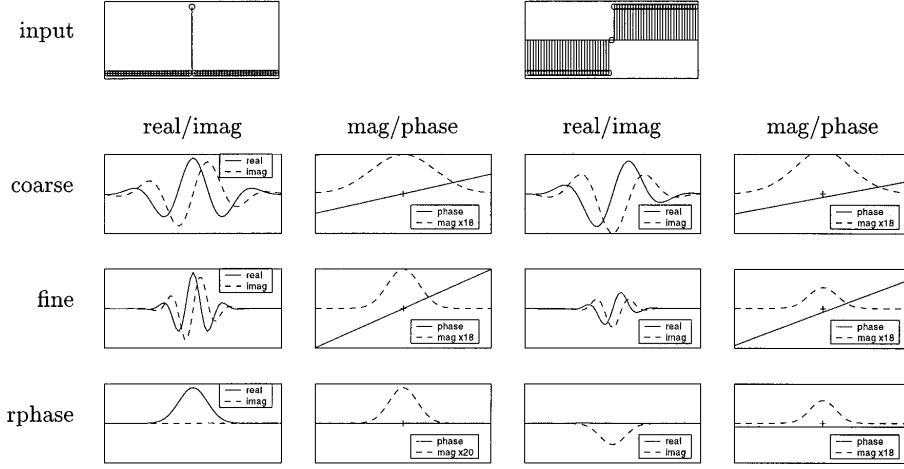 input
real/imag mag/phase real/imag mag/phase
coarse
real
imag
phase
mag x18
real
imag
phase
mag x18
fine
real
imag
phase
mag x18
real
imag
phase
mag x18
rphase
real
imag
phase
mag x20
real
imag
phase
mag x18